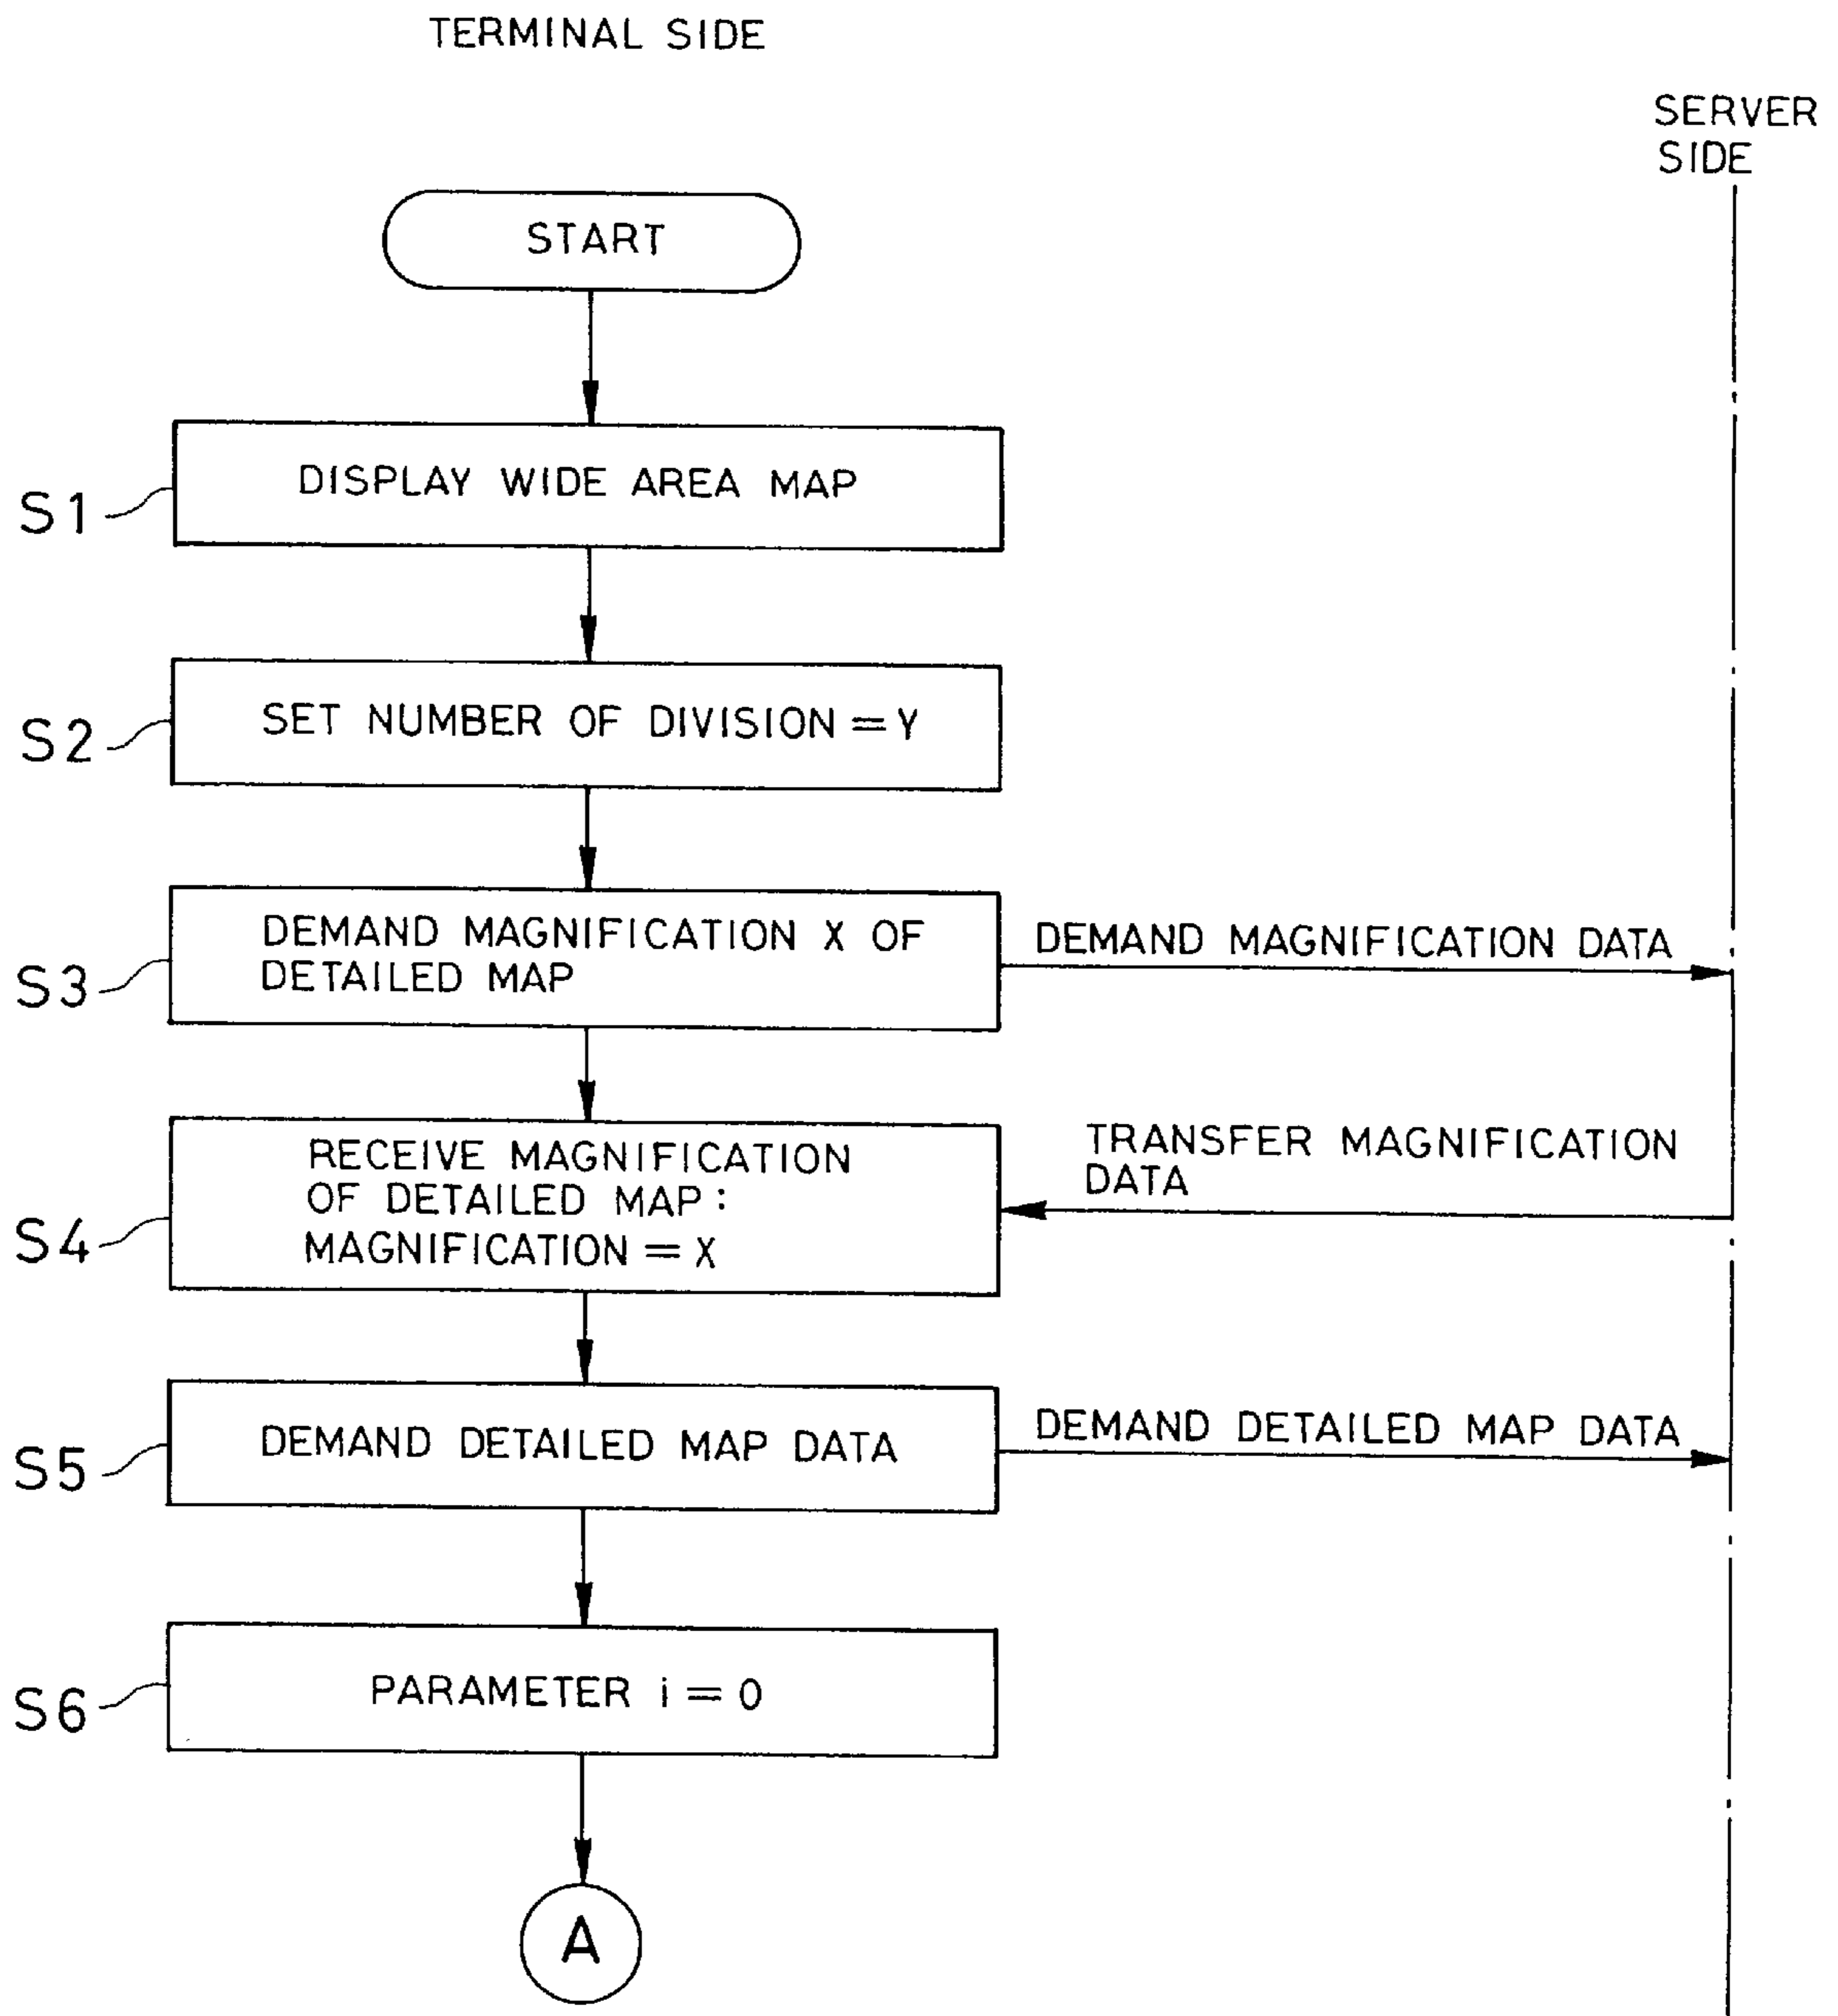 TERMINAL SIDE
SERVER
SIDE
START
S1
DISPLAY WIDE AREA MAP
S2
SET NUMBER OF DIVISION = Y
S3
DEMAND MAGNIFICATION X OF
DETAILED MAP
DEMAND MAGNIFICATION DATA
S4
RECEIVE MAGNIFICATION
OF DETAILED MAP:
MAGNIFICATION = X
TRANSFER MAGNIFICATION
DATA
S5
DEMAND DETAILED MAP DATA
DEMAND DETAILED MAP DATA
S6
PARAMETER i = 0
A